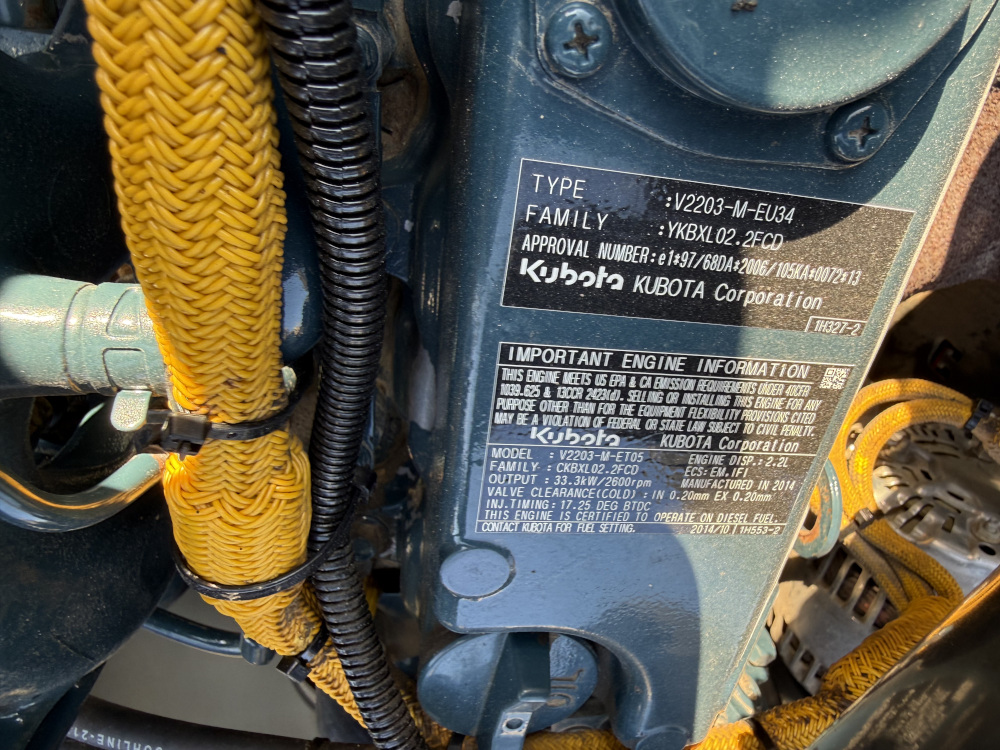 TYPE :V2203-M-EU34
FAMILY :YKBXL02.2FCD
APPROVAL NUMBER:e1*97/68DA*2006/105KA*0072*13
Kubota KUBOTA Corporation
1H327-2
IMPORTANT ENGINE INFORMATION
THIS ENGINE MEETS US EPA & CA EMISSION REQUIREMENTS UNDER 40CFR
1039.625 & 13CCR 2423(d). SELLING OR INSTALLING THIS ENGINE FOR ANY
PURPOSE OTHER THAN FOR THE EQUIPMENT FLEXIBILITY PROVISIONS CITED
MAY BE A VIOLATION OF FEDERAL OR STATE LAW SUBJECT TO CIVIL PENALTY.
Kubota KUBOTA Corporation
MODEL : V2203-M-ET05 ENGINE DISP.: 2.2L
FAMILY : CKBXL02.2FCD ECS: EM, IFI
OUTPUT : 33.3kW/2600rpm MANUFACTURED IN 2014
VALVE CLEARANCE(COLD) : IN 0.20mm EX 0.20mm
INJ.TIMING: 17-25 DEG BTDC
THIS ENGINE IS CERTIFIED TO OPERATE ON DIESEL FUEL.
CONTACT KUBOTA FOR FUEL SETTING. 2014/10 1H553-2